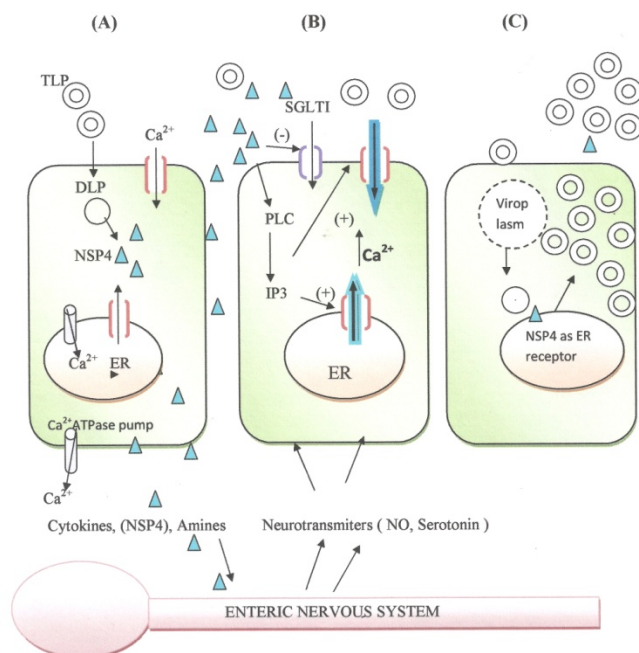 (A)
(B)
(C)
TLP
Ca2+
DLP
NSP4
Ca2+
ER
Ca2+ATPase pump
Ca2+
SGLTI
(-)
PLC
(+)
Ca2+
IP3
(+)
ER
Virop
lasm
NSP4 as ER
receptor
Cytokines, (NSP4), Amines
Neurotransmiters ( NO, Serotonin )
ENTERIC NERVOUS SYSTEM